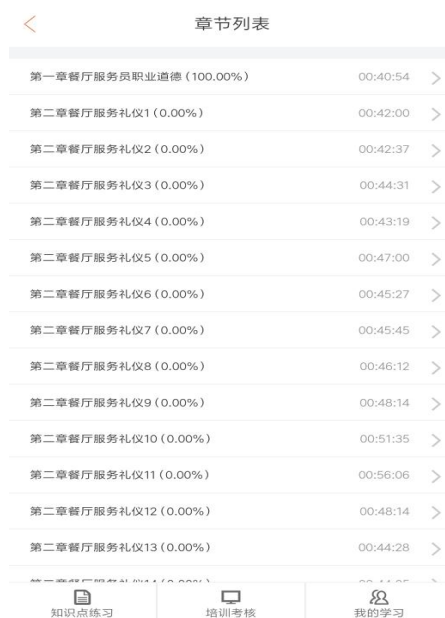 章节列表
第一章餐厅服务员职业道德(100.00%) 00:40:54
第二章餐厅服务礼仪1(0.00%) 00:42:00
第二章餐厅服务礼仪2(0.00%) 00:42:37
第二章餐厅服务礼仪3(0.00%) 00:44:31
第二章餐厅服务礼仪4(0.00%) 00:43:19
第二章餐厅服务礼仪5(0.00%) 00:47:00
第二章餐厅服务礼仪6(0.00%) 00:45:27
第二章餐厅服务礼仪7(0.00%) 00:45:45
第二章餐厅服务礼仪8(0.00%) 00:46:12
第二章餐厅服务礼仪9(0.00%) 00:48:14
第二章餐厅服务礼仪10(0.00%) 00:51:35
第二章餐厅服务礼仪11(0.00%) 00:56:06
第二章餐厅服务礼仪12(0.00%) 00:48:14
第二章餐厅服务礼仪13(0.00%) 00:44:28
知识点练习 培训考核 我的学习